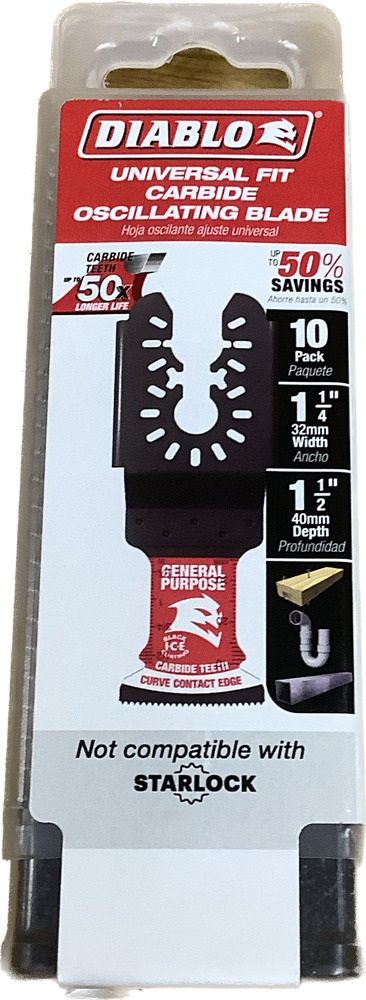 DIABLO
UNIVERSAL FIT
CARBIDE
OSCILLATING BLADE
Hoja oscilante ajuste universal
CARBIDE
TEETH
UP TO 50x
LONGER LIFE
UP TO 50%
SAVINGS
Ahorre hasta un 50%
10
Pack
Paquete
1 1/4"
32mm
Width
Ancho
1 1/2"
40mm
Depth
Profundidad
GENERAL
PURPOSE
BLACK
I·C·E
COATING
CARBIDE TEETH
CURVE CONTACT EDGE
Not compatible with
STARLOCK